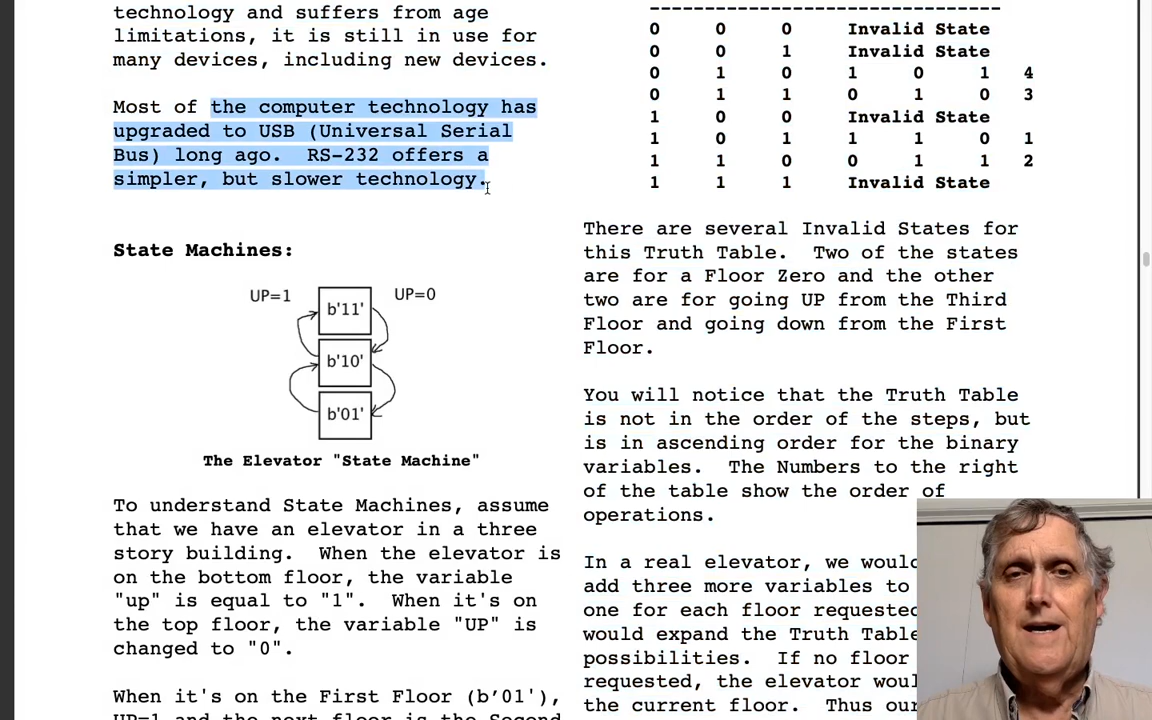 technology and suffers from age
limitations, it is still in use for
many devices, including new devices.
Most of the computer technology has
upgraded to USB (Universal Serial
Bus) long ago.  RS-232 offers a
simpler, but slower technology.
State Machines:
UP=1 UP=0
b'11'
b'10'
b'01'
The Elevator "State Machine"
To understand State Machines, assume
that we have an elevator in a three
story building.  When the elevator is
on the bottom floor, the variable
"up" is equal to "1".  When it's on
the top floor, the variable "UP" is
changed to "0".
When it's on the First Floor (b’01'),
UP=1 and the next floor is the Second
---------------------------------
0 0 0 Invalid State
0 0 1 Invalid State
0 1 0 1 0 1 4
0 1 1 0 1 0 3
1 0 0 Invalid State
1 0 1 1 1 0 1
1 1 0 0 1 1 2
1 1 1 Invalid State
There are several Invalid States for
this Truth Table.  Two of the states
are for a Floor Zero and the other
two are for going UP from the Third
Floor and going down from the First
Floor.
You will notice that the Truth Table
is not in the order of the steps, but
is in ascending order for the binary
variables.  The Numbers to the right
of the table show the order of
operations.
In a real elevator, we would
add three more variables to
one for each floor requested
would expand the Truth Table
possibilities.  If no floor
requested, the elevator wou
the current floor.  Thus our